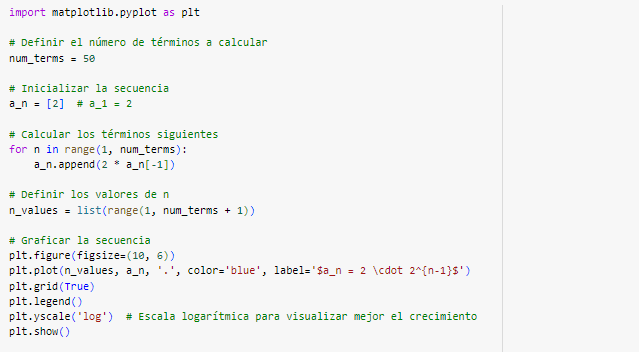 import matplotlib.pyplot as plt
# Definir el número de términos a calcular
num_terms = 50
# Inicializar la secuencia
a_n = [2]  # a_1 = 2
# Calcular los términos siguientes
for n in range(1, num_terms):
    a_n.append(2 * a_n[-1])
# Definir los valores de n
n_values = list(range(1, num_terms + 1))
# Graficar la secuencia
plt.figure(figsize=(10, 6))
plt.plot(n_values, a_n, '.', color='blue', label='$a_n = 2 \cdot 2^{n-1}$')
plt.grid(True)
plt.legend()
plt.yscale('log')  # Escala logarítmica para visualizar mejor el crecimiento
plt.show()